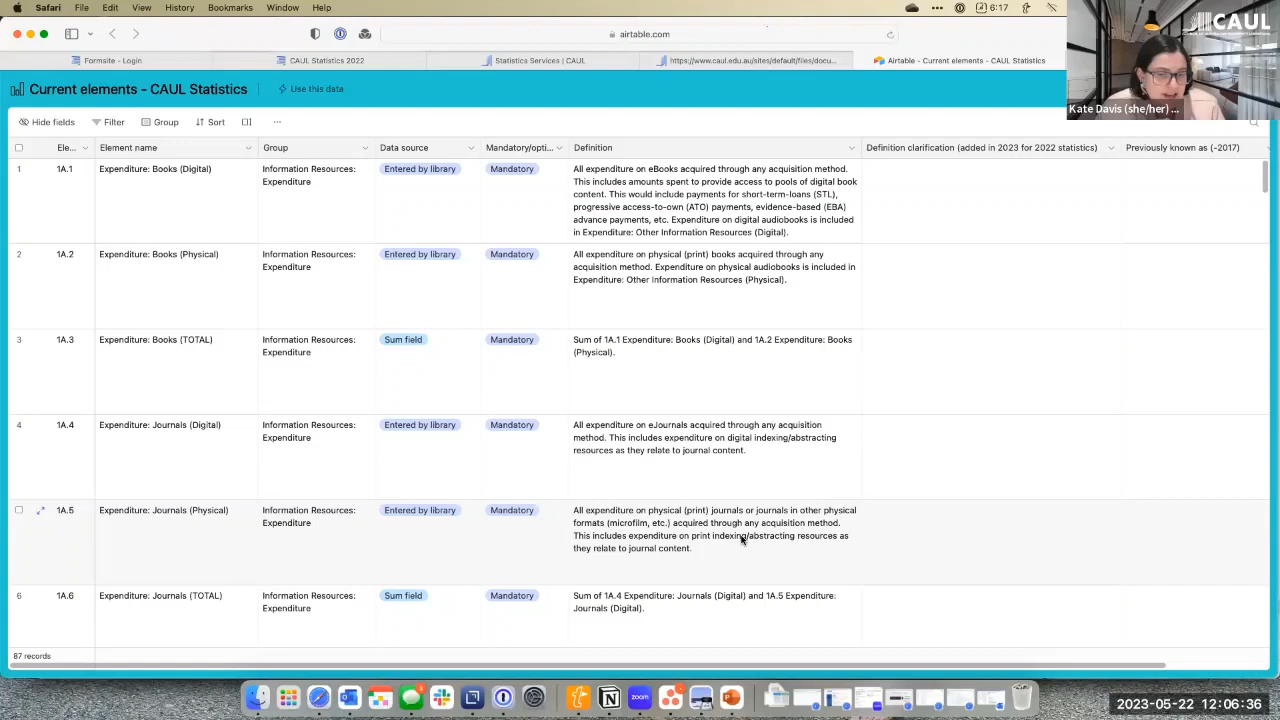 Safari File Edit View History Bookmarks Window Help 6:17
airtable.com
Formsite - Login CAUL Statistics 2022 Statistics Services | CAUL https://www.caul.edu.au/sites/default/files/docu... Airtable - Current elements - CAUL Statistics
CAUL
Kate Davis (she/her) ...
Current elements - CAUL Statistics Use this data
Hide fields Filter Group Sort ...
Ele... Element name Group Data source Mandatory/opti... Definition Definition clarification (added in 2023 for 2022 statistics) Previously known as (-2017)
1 1A.1 Expenditure: Books (Digital) Information Resources: Entered by library Mandatory All expenditure on eBooks acquired through any acquisition
Expenditure method. This includes amounts spent to provide access to pools of digital book
content. This would include payments for short-term-loans (STL),
progressive access-to-own (ATO) payments, evidence-based (EBA)
advance payments, etc. Expenditure on digital audiobooks is included
in Expenditure: Other Information Resources (Digital).
2 1A.2 Expenditure: Books (Physical) Information Resources: Entered by library Mandatory All expenditure on physical (print) books acquired through any
Expenditure acquisition method. Expenditure on physical audiobooks is included in
Expenditure: Other Information Resources (Physical).
3 1A.3 Expenditure: Books (TOTAL) Information Resources: Sum field Mandatory Sum of 1A.1 Expenditure: Books (Digital) and 1A.2 Expenditure: Books
Expenditure (Physical).
4 1A.4 Expenditure: Journals (Digital) Information Resources: Entered by library Mandatory All expenditure on eJournals acquired through any acquisition
Expenditure method. This includes expenditure on digital indexing/abstracting
resources as they relate to journal content.
1A.5 Expenditure: Journals (Physical) Information Resources: Entered by library Mandatory All expenditure on physical (print) journals or journals in other physical
Expenditure formats (microfilm, etc.) acquired through any acquisition method.
This includes expenditure on print indexing/abstracting resources as
they relate to journal content.
6 1A.6 Expenditure: Journals (TOTAL) Information Resources: Sum field Mandatory Sum of 1A.4 Expenditure: Journals (Digital) and 1A.5 Expenditure:
Expenditure Journals (Digital).
87 records
zoom
2023-05-22 12:06:36